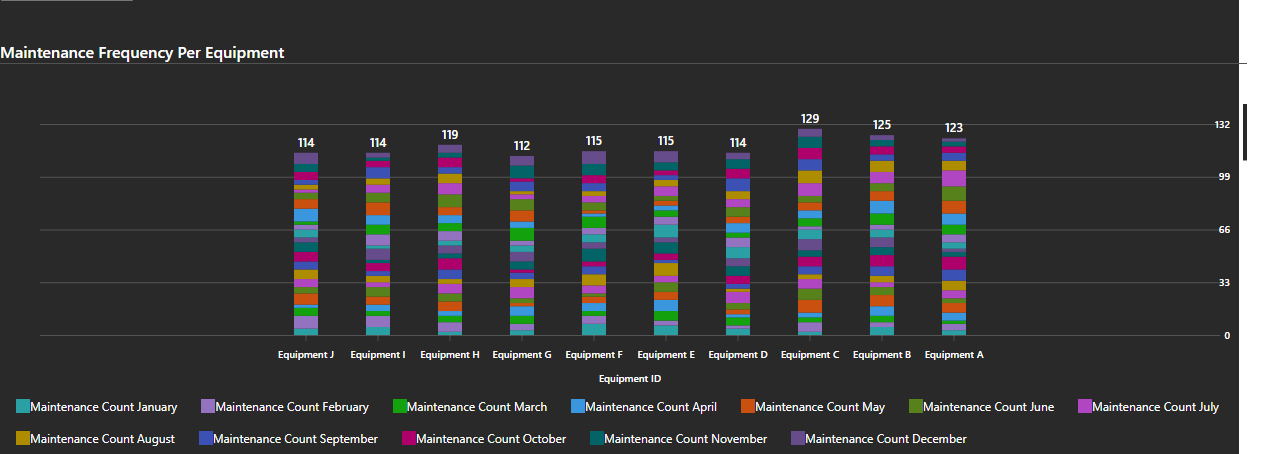 Maintenance Frequency Per Equipment
114 114 119 112 115 115 114 129 125 123
132
99
66
33
0
Equipment J Equipment I Equipment H Equipment G Equipment F Equipment E Equipment D Equipment C Equipment B Equipment A
Equipment ID
Maintenance Count January Maintenance Count February Maintenance Count March Maintenance Count April Maintenance Count May Maintenance Count June Maintenance Count July
Maintenance Count August Maintenance Count September Maintenance Count October Maintenance Count November Maintenance Count December